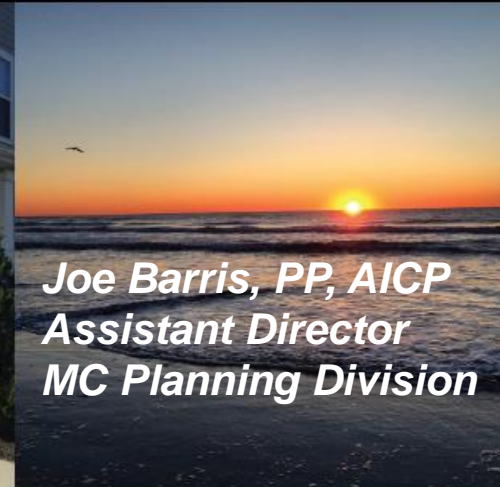 Joe Barris, PP, AICP
Assistant Director
MC Planning Division